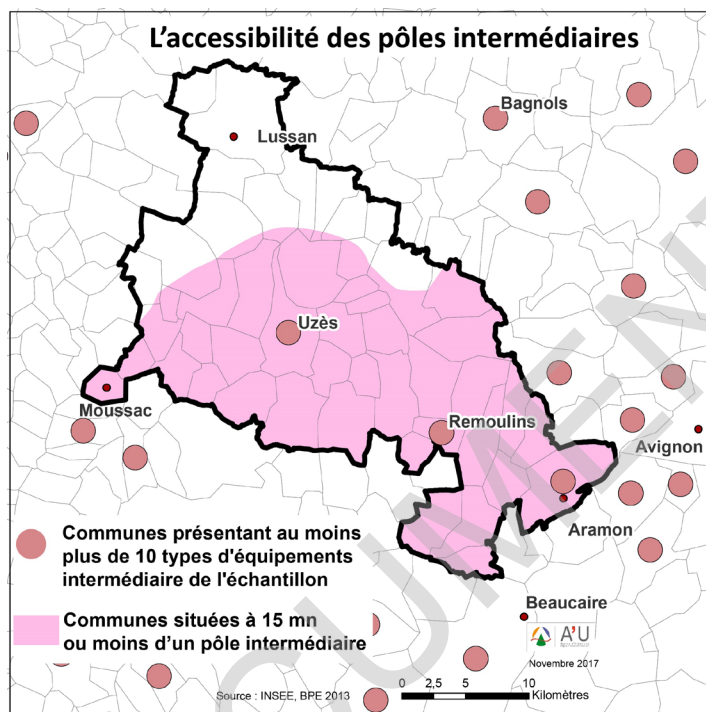 L'accessibilité des pôles intermédiaires
Bagnols
Lussan
Uzès
Moussac
Remoulins
Avignon
Aramon
Communes présentant au moins
plus de 10 types d'équipements
intermédiaire de l'échantillon
Beaucaire
Communes situées à 15 mn
ou moins d'un pôle intermédiaire
A'U
Novembre 2017
Source : INSEE, BPE 2013
0 2,5 5 10
Kilomètres
CUMENT